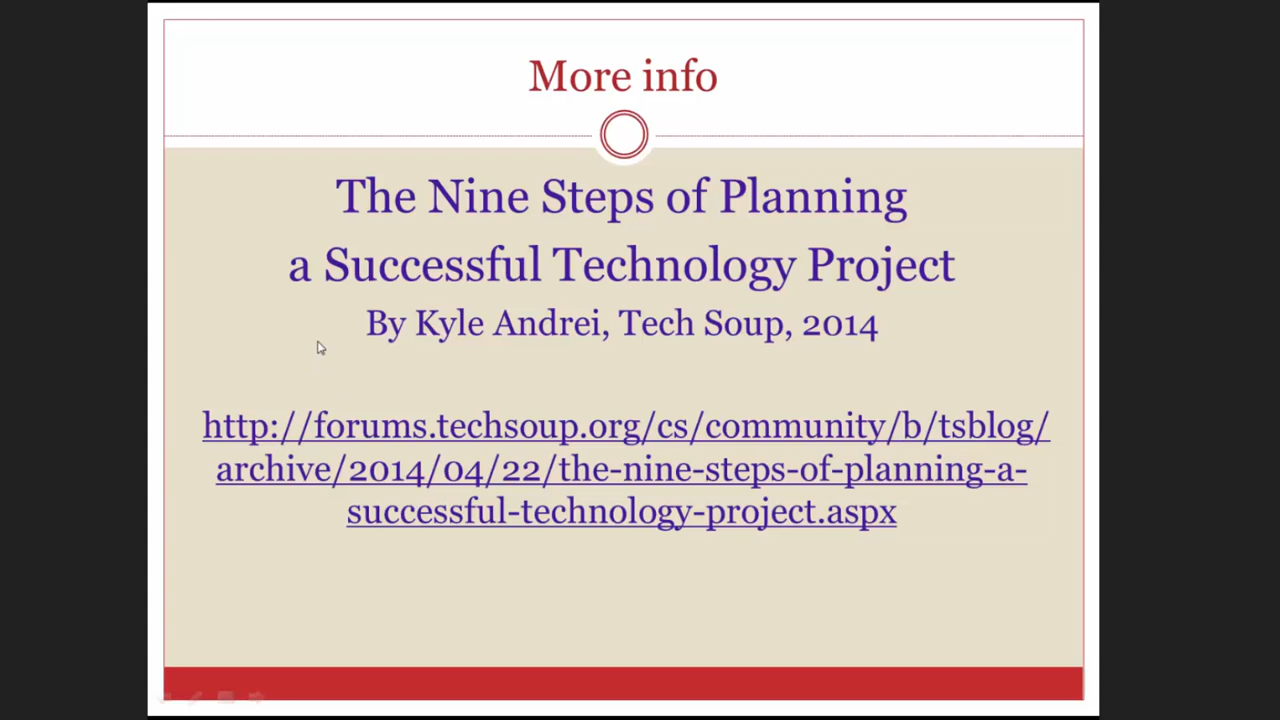 More info
The Nine Steps of Planning
a Successful Technology Project
By Kyle Andrei, Tech Soup, 2014
http://forums.techsoup.org/cs/community/b/tsblog/
archive/2014/04/22/the-nine-steps-of-planning-a-
successful-technology-project.aspx